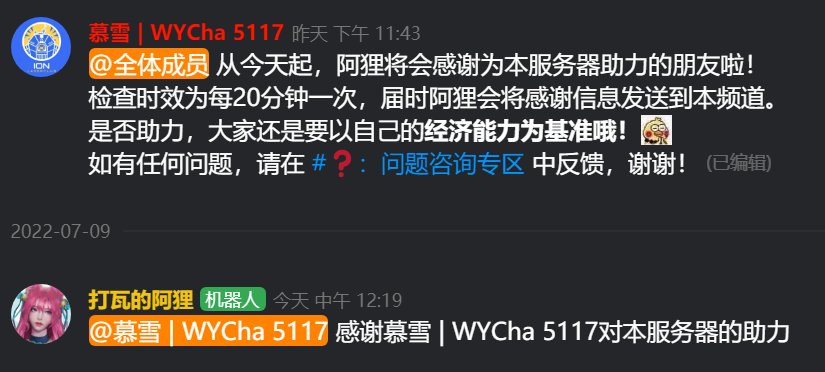 慕雪 | WYCha 5117 昨天 下午 11:43
@全体成员 从今天起，阿狸将会感谢为本服务器助力的朋友啦！
检查时效为每20分钟一次，届时阿狸会将感谢信息发送到本频道。
是否助力，大家还是要以自己的经济能力为基准哦！
如有任何问题，请在 #❓：问题咨询专区 中反馈，谢谢！ (已编辑)
2022-07-09
打瓦的阿狸 机器人 今天 中午 12:19
@慕雪 | WYCha 5117 感谢慕雪 | WYCha 5117对本服务器的助力
ION